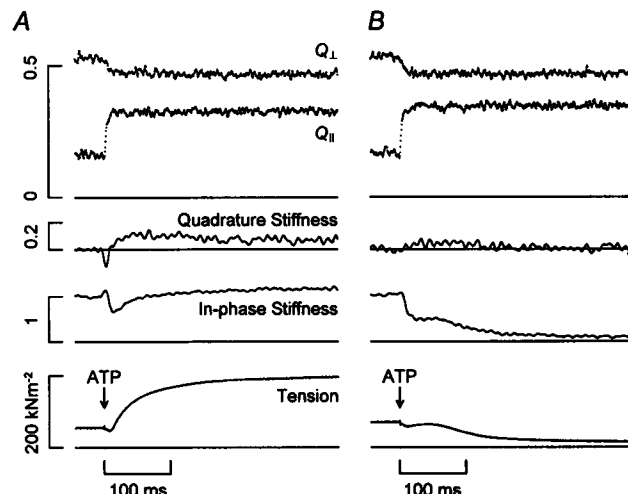 A
B
Q⊥
0.5
Q||
0
Quadrature Stiffness
0.2
In-phase Stiffness
1
ATP
ATP
Tension
200 kNm⁻²
100 ms
100 ms